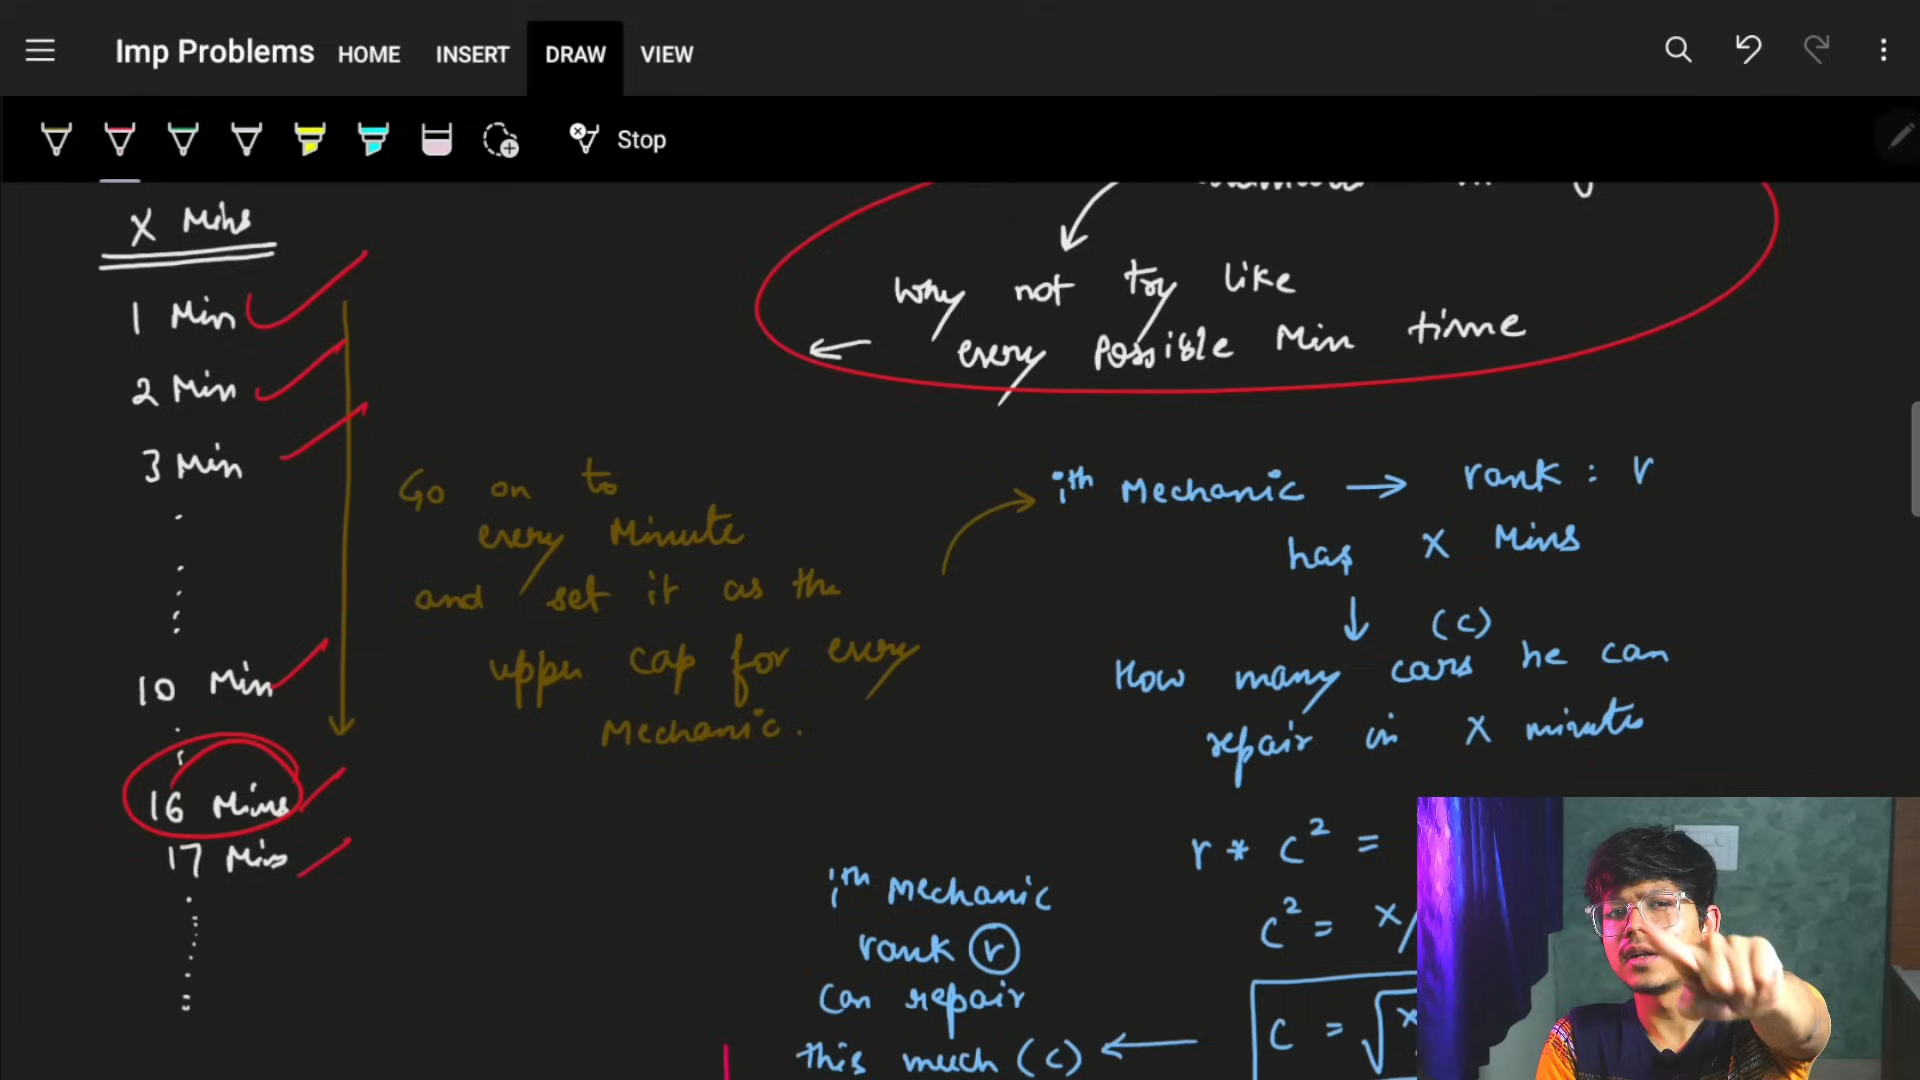 Imp Problems HOME INSERT DRAW VIEW
Stop
X Mins
1 Min
2 Min
3 Min
10 Min
16 Mins
17 Mins
why not try like
every possible Min time
Go on to
every Minute
and set it as the
upper cap for every
Mechanic.
ith Mechanic → rank : r
has x Mins
(c)
How many cars he can
repair in x minute
r * c² =
c² = x/
c = √x
ith Mechanic
rank r
can repair
this much (c)